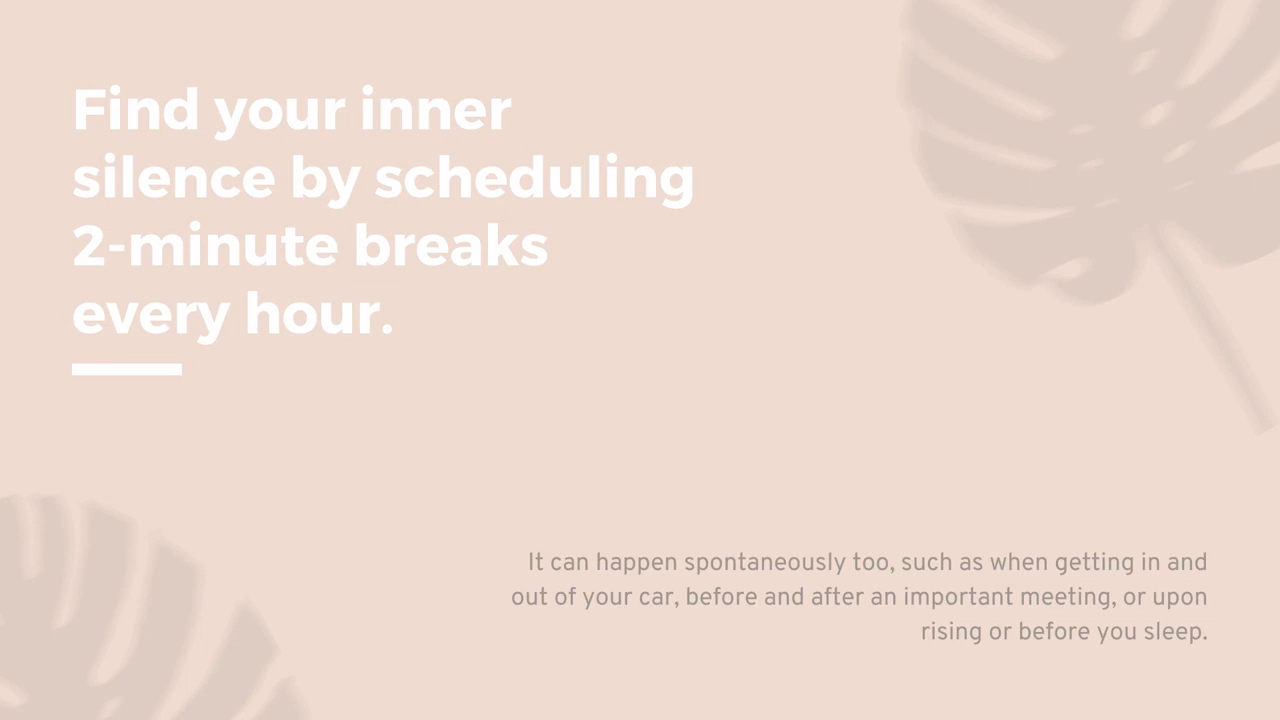 Find your inner
silence by scheduling
2-minute breaks
every hour.
It can happen spontaneously too, such as when getting in and
out of your car, before and after an important meeting, or upon
rising or before you sleep.